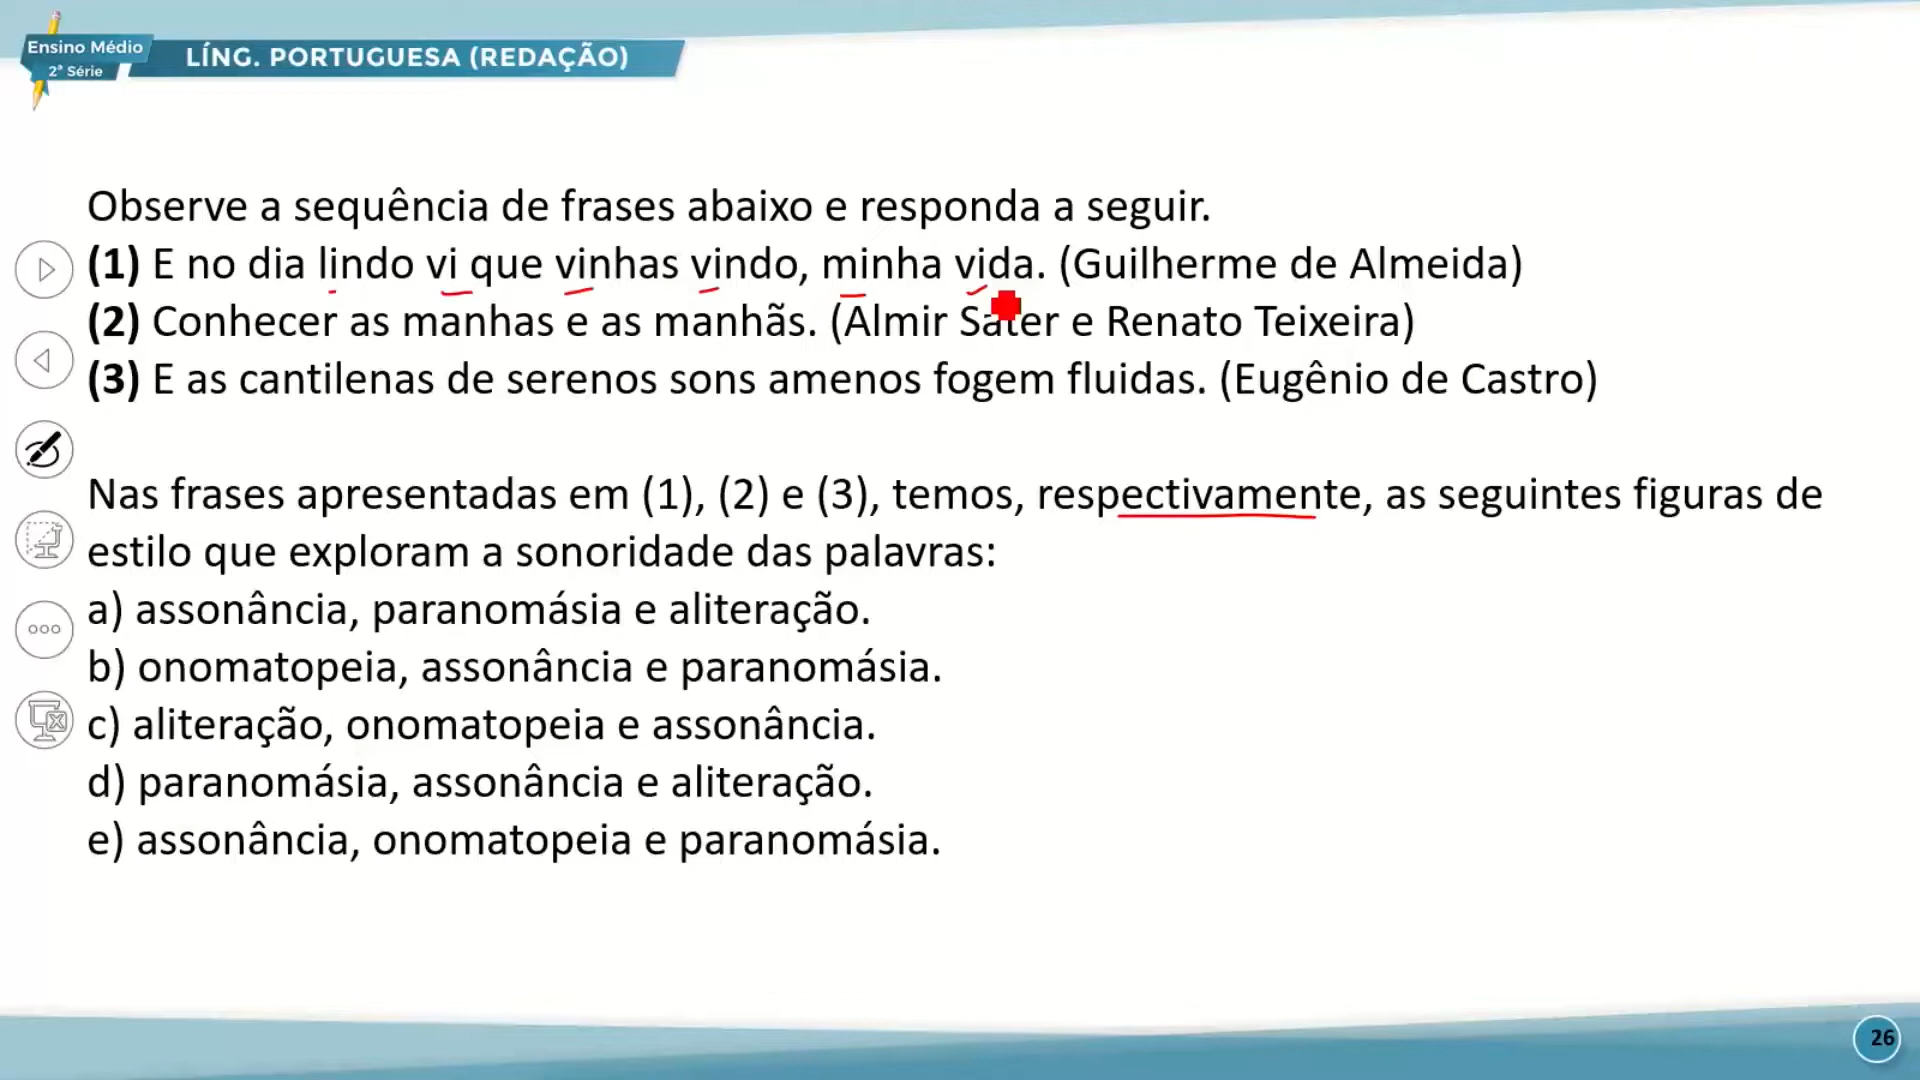 Ensino Médio
2ª Série
LÍNG. PORTUGUESA (REDAÇÃO)
Observe a sequência de frases abaixo e responda a seguir.
(1) E no dia lindo vi que vinhas vindo, minha vida. (Guilherme de Almeida)
(2) Conhecer as manhas e as manhãs. (Almir Sater e Renato Teixeira)
(3) E as cantilenas de serenos sons amenos fogem fluidas. (Eugênio de Castro)
Nas frases apresentadas em (1), (2) e (3), temos, respectivamente, as seguintes figuras de
estilo que exploram a sonoridade das palavras:
a) assonância, paranomásia e aliteração.
b) onomatopeia, assonância e paranomásia.
c) aliteração, onomatopeia e assonância.
d) paranomásia, assonância e aliteração.
e) assonância, onomatopeia e paranomásia.
26